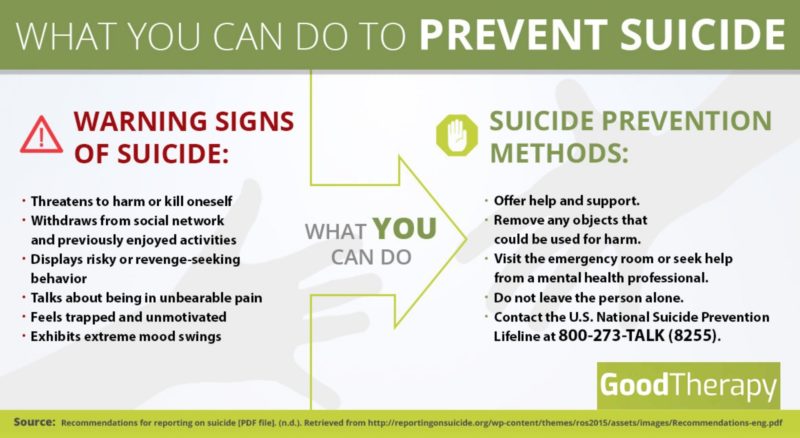 WHAT YOU CAN DO TO PREVENT SUICIDE
WARNING SIGNS
OF SUICIDE:
• Threatens to harm or kill oneself
• Withdraws from social network
and previously enjoyed activities
• Displays risky or revenge-seeking
behavior
• Talks about being in unbearable pain
• Feels trapped and unmotivated
• Exhibits extreme mood swings
WHAT YOU
CAN DO
SUICIDE PREVENTION
METHODS:
• Offer help and support.
• Remove any objects that
could be used for harm.
• Visit the emergency room or seek help
from a mental health professional.
• Do not leave the person alone.
• Contact the U.S. National Suicide Prevention
Lifeline at 800-273-TALK (8255).
GoodTherapy
Source: Recommendations for reporting on suicide [PDF file]. (n.d.). Retrieved from http://reportingonsuicide.org/wp-content/themes/ros2015/assets/images/Recommendations-eng.pdf